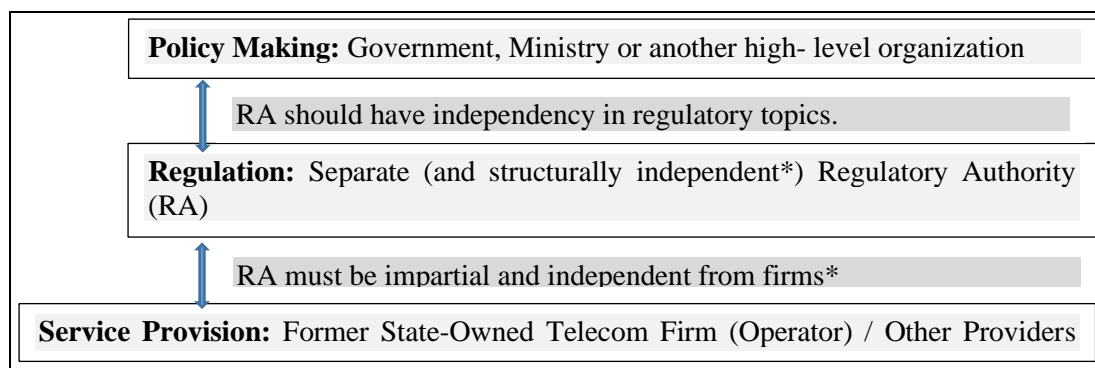 Policy Making: Government, Ministry or another high- level organization
RA should have independency in regulatory topics.
Regulation: Separate (and structurally independent*) Regulatory Authority
(RA)
RA must be impartial and independent from firms*
Service Provision: Former State-Owned Telecom Firm (Operator) / Other Providers